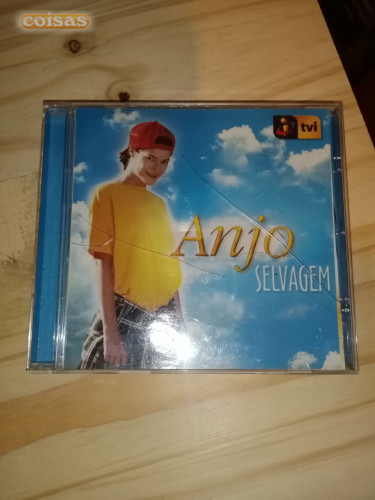 coisas
tvi
Anjo
SELVAGEM